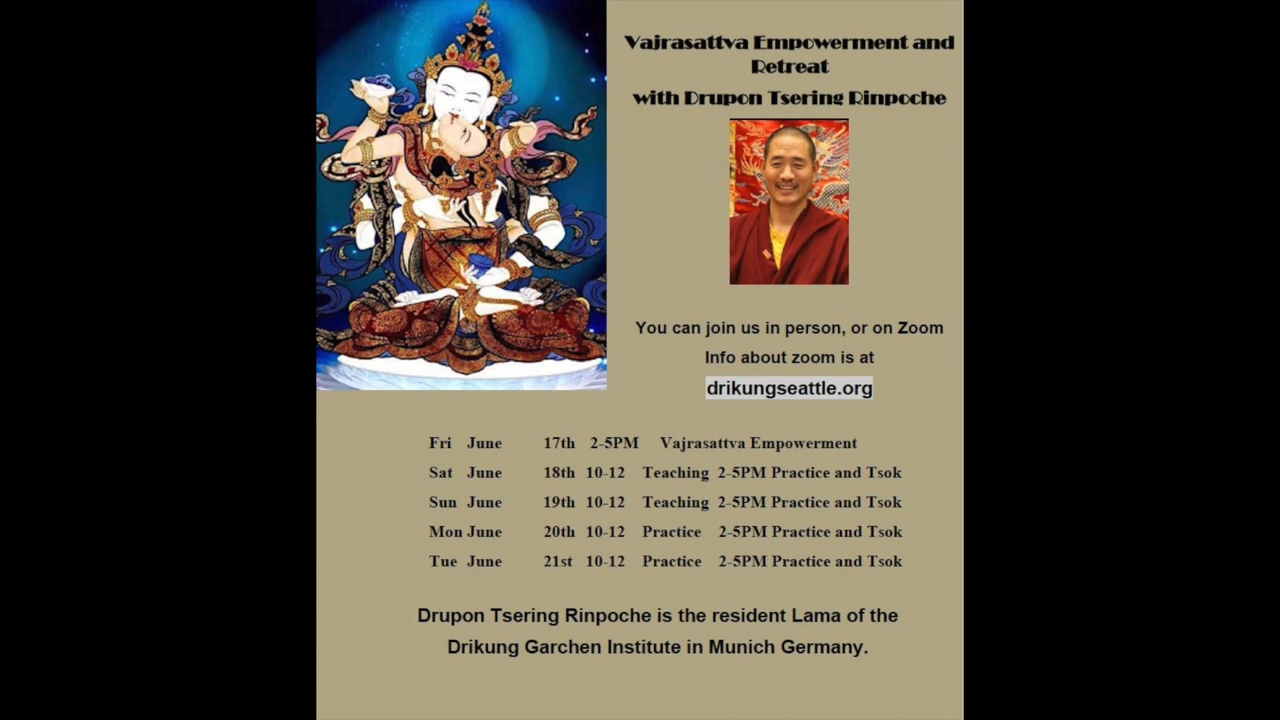 Vajrasattva Empowerment and
Retreat
with Drupon Tsering Rinpoche
You can join us in person, or on Zoom
Info about zoom is at
drikungseattle.org
Fri June 17th 2-5PM Vajrasattva Empowerment
Sat June 18th 10-12 Teaching 2-5PM Practice and Tsok
Sun June 19th 10-12 Teaching 2-5PM Practice and Tsok
Mon June 20th 10-12 Practice 2-5PM Practice and Tsok
Tue June 21st 10-12 Practice 2-5PM Practice and Tsok
Drupon Tsering Rinpoche is the resident Lama of the
Drikung Garchen Institute in Munich Germany.